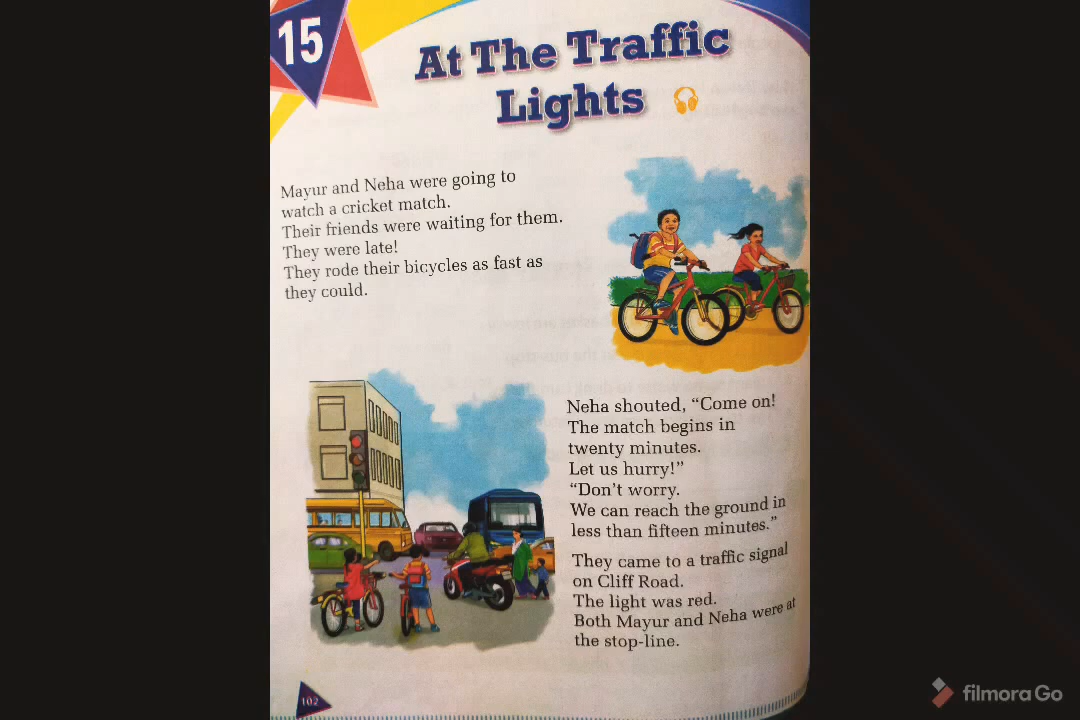 15
At The Traffic
Lights
Mayur and Neha were going to
watch a cricket match.
Their friends were waiting for them.
They were late!
They rode their bicycles as fast as
they could.
Neha shouted, “Come on!
The match begins in
twenty minutes.
Let us hurry!”
“Don’t worry.
We can reach the ground in
less than fifteen minutes.”
They came to a traffic signal
on Cliff Road.
The light was red.
Both Mayur and Neha were at
the stop-line.
102
filmora Go